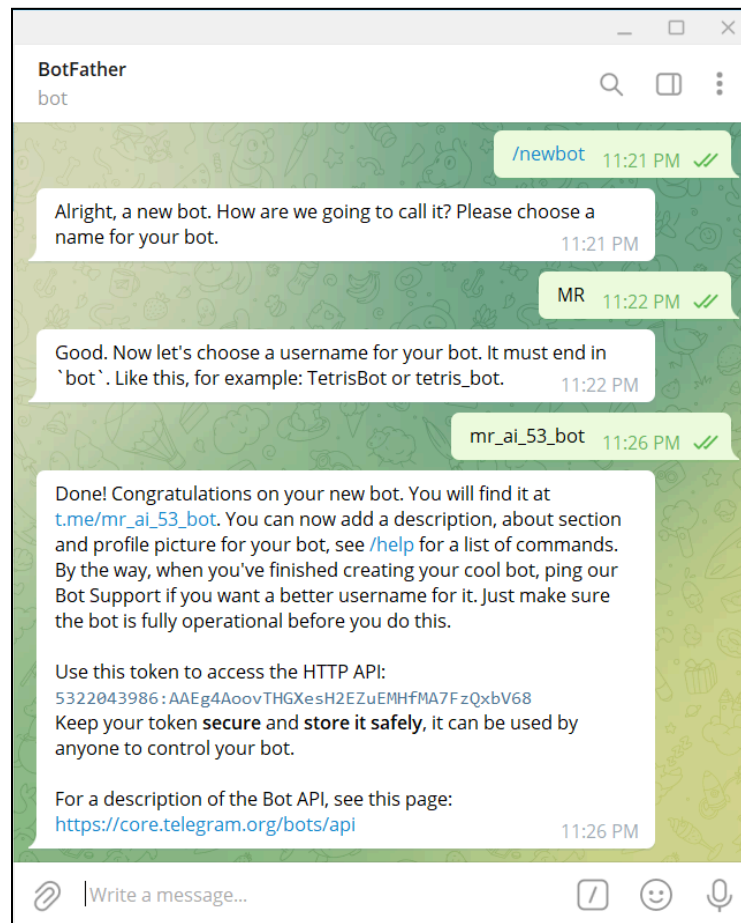 BotFather
bot
/newbot 11:21 PM
Alright, a new bot. How are we going to call it? Please choose a
name for your bot.
11:21 PM
MR 11:22 PM
Good. Now let's choose a username for your bot. It must end in
`bot`. Like this, for example: TetrisBot or tetris_bot.
11:22 PM
mr_ai_53_bot 11:26 PM
Done! Congratulations on your new bot. You will find it at
t.me/mr_ai_53_bot. You can now add a description, about section
and profile picture for your bot, see /help for a list of commands.
By the way, when you've finished creating your cool bot, ping our
Bot Support if you want a better username for it. Just make sure
the bot is fully operational before you do this.
Use this token to access the HTTP API:
5322043986:AAEg4AoovTHGXesH2EZuEMHfMA7FzQxbV68
Keep your token secure and store it safely, it can be used by
anyone to control your bot.
For a description of the Bot API, see this page:
https://core.telegram.org/bots/api
11:26 PM
Write a message...